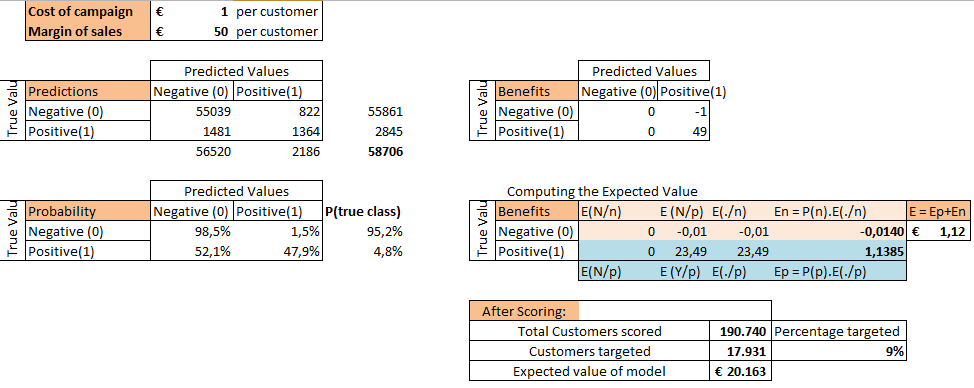 Cost of campaign € 1 per customer
Margin of sales € 50 per customer
Predicted Values
True Valu Predictions Negative (0) Positive(1)
Negative (0) 55039 822 55861
Positive(1) 1481 1364 2845
56520 2186 58706
Predicted Values
True Valu Benefits Negative (0) Positive(1)
Negative (0) 0 -1
Positive(1) 0 49
Predicted Values
True Valu Probability Negative (0) Positive(1) P(true class)
Negative (0) 98,5% 1,5% 95,2%
Positive(1) 52,1% 47,9% 4,8%
Computing the Expected Value
True Valu Benefits E(N/n) E (N/p) E(./n) En = P(n).E(./n) E = Ep+En
Negative (0) 0 -0,01 -0,01 -0,0140 € 1,12
Positive(1) 0 23,49 23,49 1,1385
E(N/p) E (Y/p) E(./p) Ep = P(p).E(./p)
After Scoring:
Total Customers scored 190.740 Percentage targeted
Customers targeted 17.931 9%
Expected value of model € 20.163